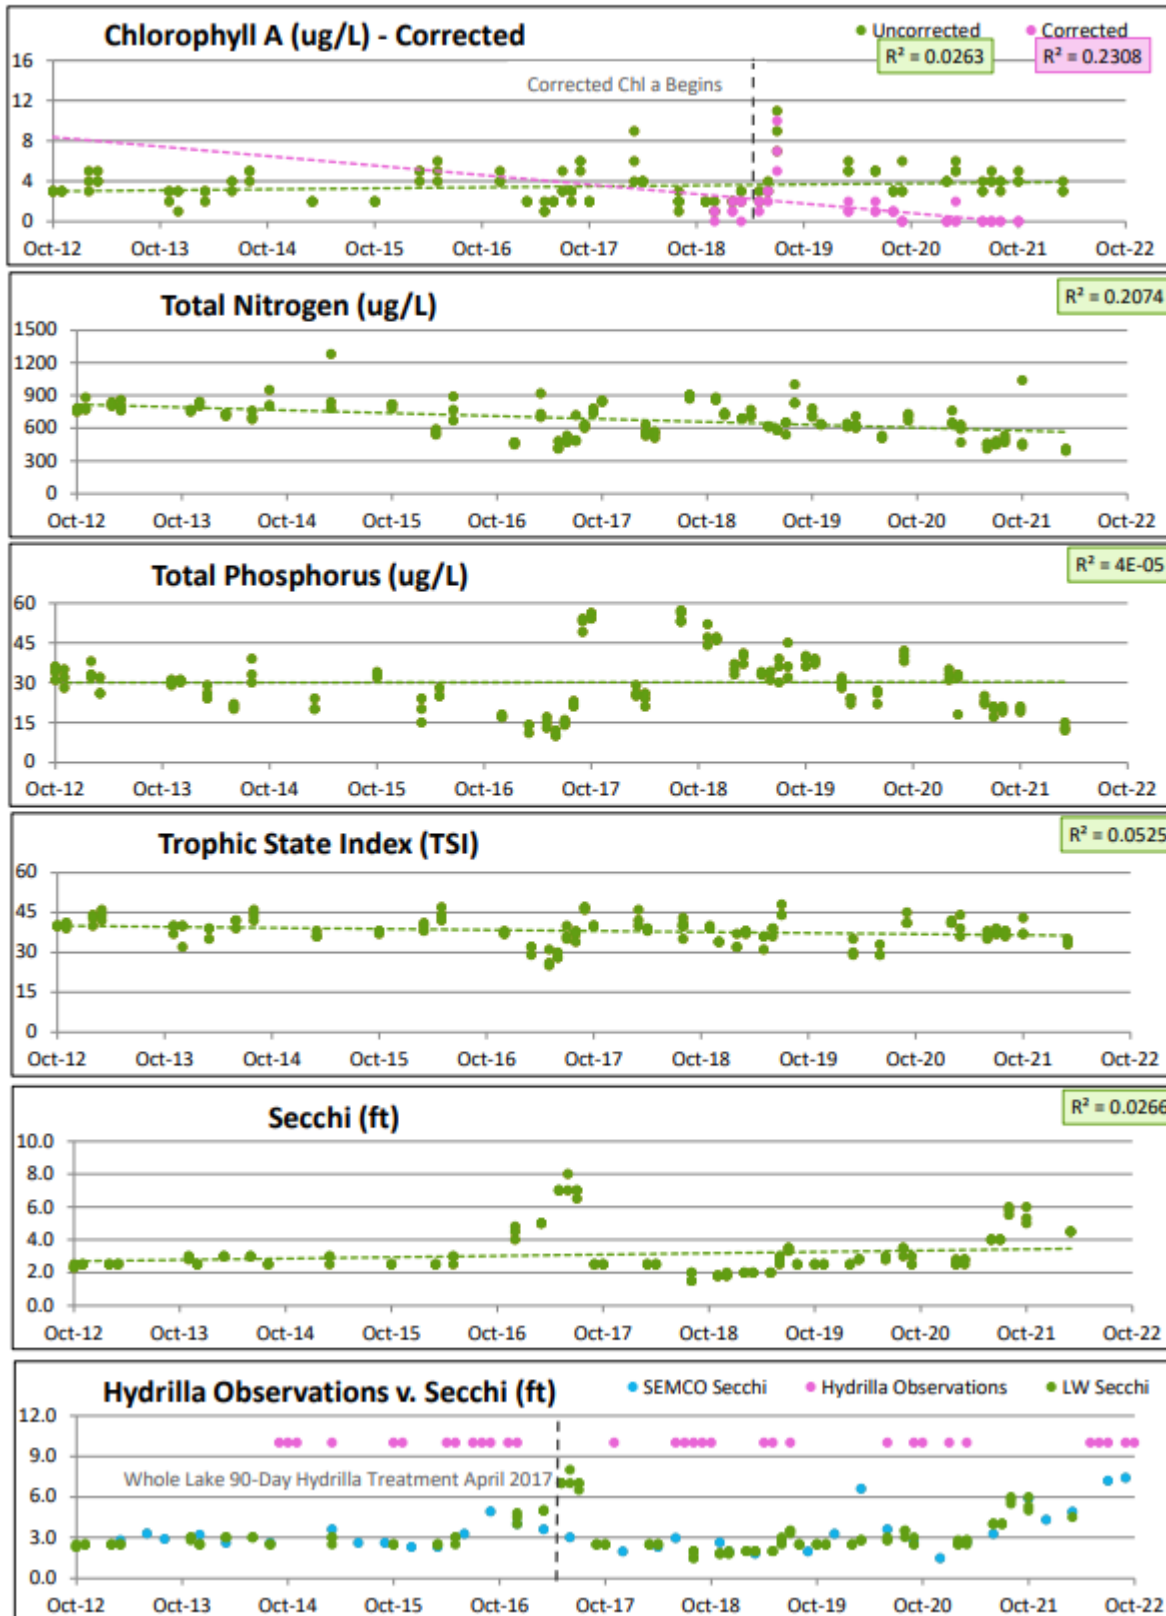 Chlorophyll A (ug/L) - Corrected
Uncorrected
Corrected
R² = 0.0263
R² = 0.2308
Corrected Chl a Begins
16
12
8
4
0
Oct-12 Oct-13 Oct-14 Oct-15 Oct-16 Oct-17 Oct-18 Oct-19 Oct-20 Oct-21 Oct-22
Total Nitrogen (ug/L)
R² = 0.2074
1500
1200
900
600
300
0
Oct-12 Oct-13 Oct-14 Oct-15 Oct-16 Oct-17 Oct-18 Oct-19 Oct-20 Oct-21 Oct-22
Total Phosphorus (ug/L)
R² = 4E-05
60
45
30
15
0
Oct-12 Oct-13 Oct-14 Oct-15 Oct-16 Oct-17 Oct-18 Oct-19 Oct-20 Oct-21 Oct-22
Trophic State Index (TSI)
R² = 0.0525
60
45
30
15
0
Oct-12 Oct-13 Oct-14 Oct-15 Oct-16 Oct-17 Oct-18 Oct-19 Oct-20 Oct-21 Oct-22
Secchi (ft)
R² = 0.0266
10.0
8.0
6.0
4.0
2.0
0.0
Oct-12 Oct-13 Oct-14 Oct-15 Oct-16 Oct-17 Oct-18 Oct-19 Oct-20 Oct-21 Oct-22
Hydrilla Observations v. Secchi (ft)
SEMCO Secchi
Hydrilla Observations
LW Secchi
12.0
9.0
Whole Lake 90-Day Hydrilla Treatment April 2017
6.0
3.0
0.0
Oct-12 Oct-13 Oct-14 Oct-15 Oct-16 Oct-17 Oct-18 Oct-19 Oct-20 Oct-21 Oct-22